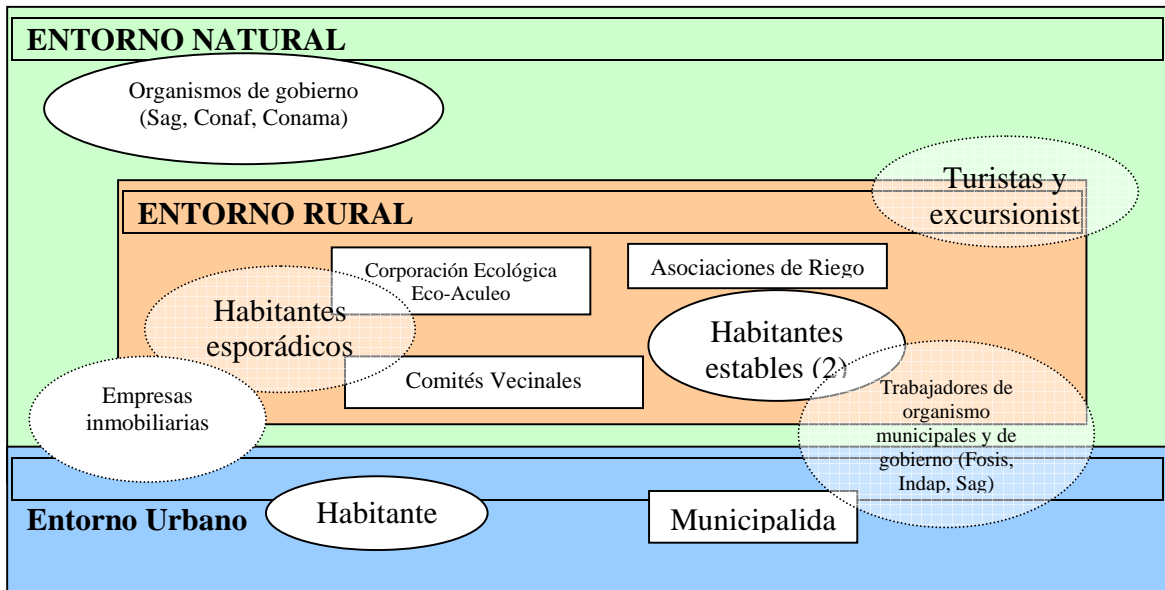 ENTORNO NATURAL
Organismos de gobierno
(Sag, Conaf, Conama)
Turistas y
excursionist
ENTORNO RURAL
Corporación Ecológica
Eco-Aculeo
Asociaciones de Riego
Habitantes
esporádicos
Habitantes
estables (2)
Comités Vecinales
Empresas
inmobiliarias
Trabajadores de
organismo
municipales y de
gobierno (Fosis,
Indap, Sag)
Entorno Urbano
Habitante
Municipalida